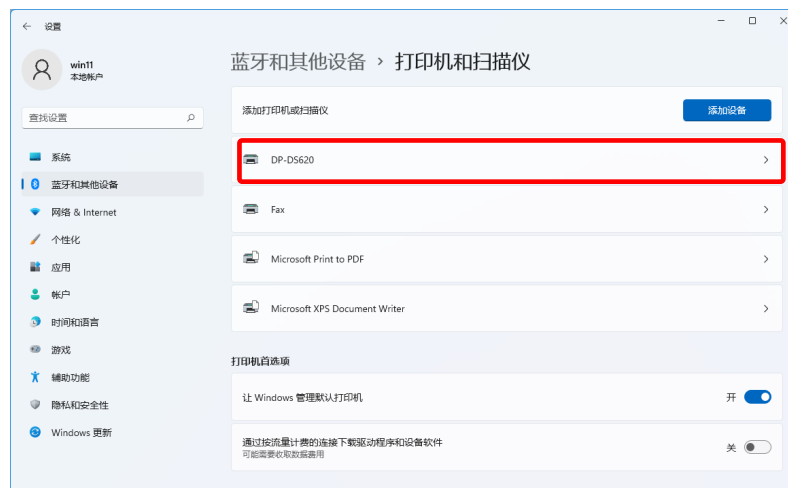 设置
win11
本地帐户
查找设置
系统
蓝牙和其他设备
网络 & Internet
个性化
应用
帐户
时间和语言
游戏
辅助功能
隐私和安全性
Windows 更新
蓝牙和其他设备 › 打印机和扫描仪
添加打印机或扫描仪
添加设备
DP-DS620
Fax
Microsoft Print to PDF
Microsoft XPS Document Writer
打印机首选项
让 Windows 管理默认打印机
开
通过按流量计费的连接下载驱动程序和设备软件
可能需要收取数据费用
关